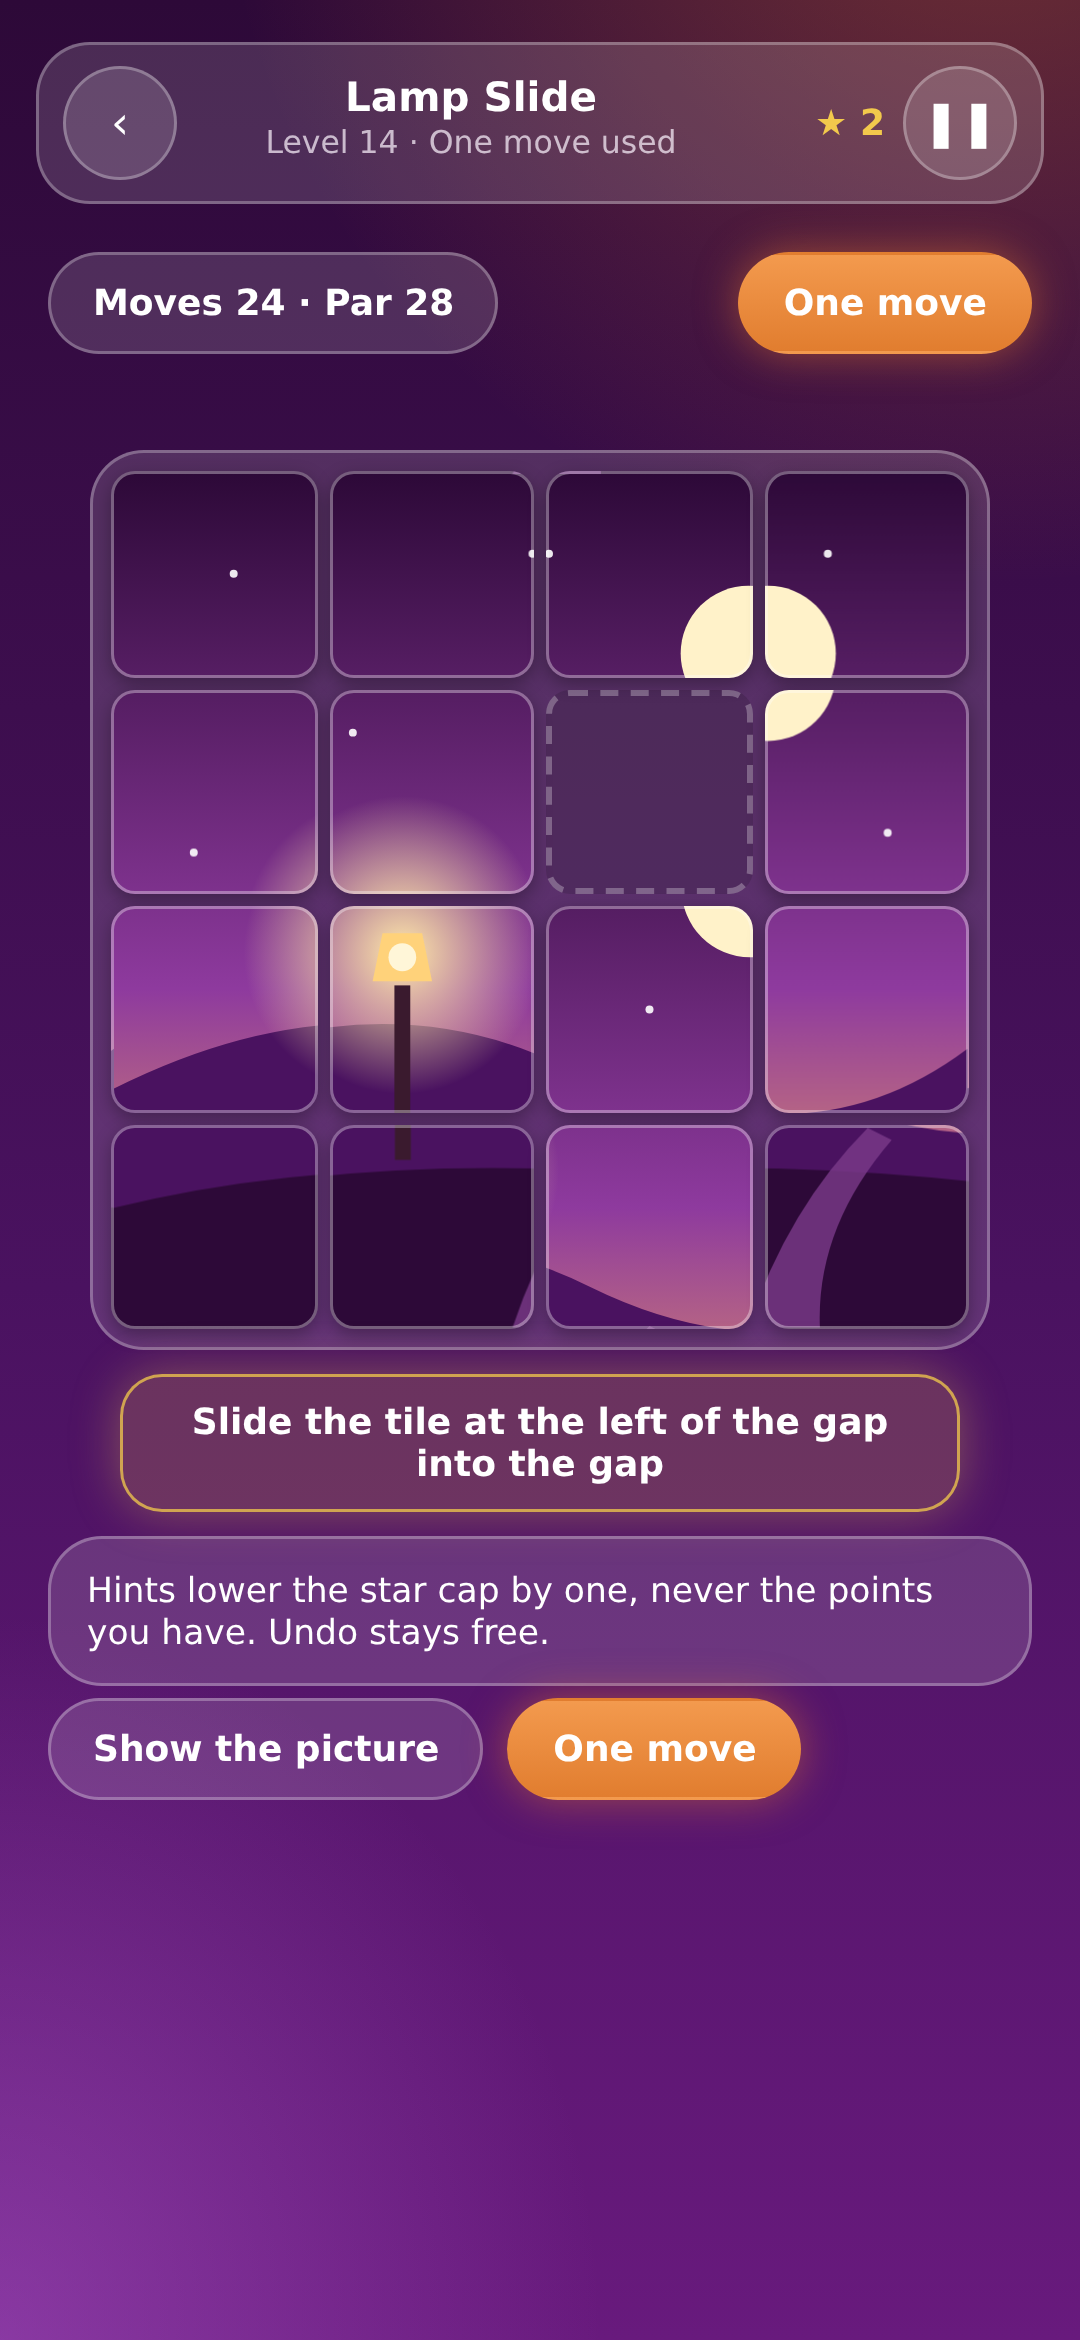 Lamp Slide
Level 14 · One move used
★ 2
Moves 24 · Par 28
One move
Slide the tile at the left of the gap
into the gap
Hints lower the star cap by one, never the points
you have. Undo stays free.
Show the picture
One move